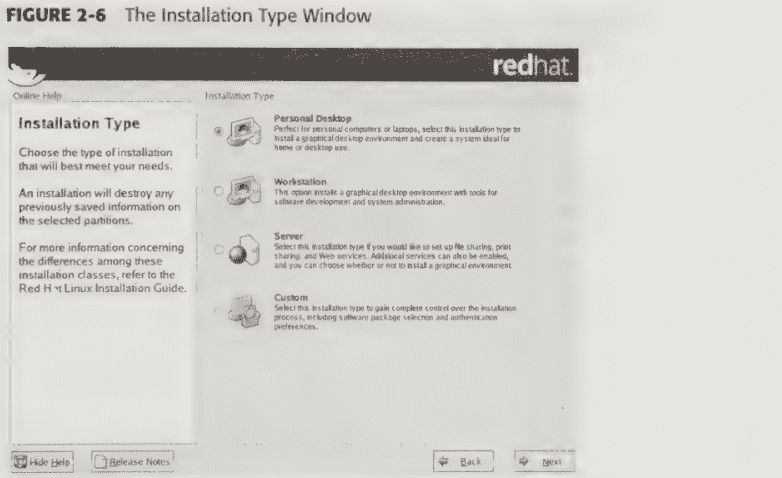 FIGURE 2-6 The Installation Type Window
redhat.
Online Help
Installation Type
Installation Type
Choose the type of installation
that will best meet your needs.
An installation will destroy any
previously saved information on
the selected partitions.
For more information concerning
the differences among these
installation classes, refer to the
Red H t Linux Installation Guide.
Personal Desktop
Perfect for personal computers or laptops, select this installation type to
install a graphical desktop environment and create a system ideal for
home or desktop use.
Workstation
This option installs a graphical desktop environment with tools for
software development and system administration.
Server
Select this installation type if you would like to set up file sharing, print
sharing, and Web services. Additional services can also be enabled,
and you can choose whether or not to install a graphical environment.
Custom
Select this installation type to gain complete control over the installation
process, including software package selection and authentication
preferences.
Hide Help
Release Notes
Back
Next